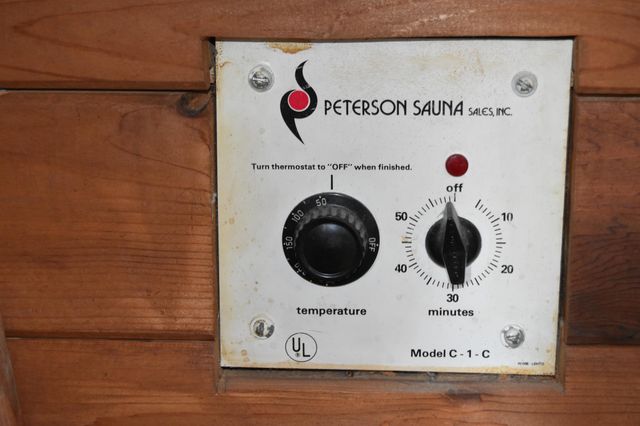 PETERSON SAUNA SALES, INC.
Turn thermostat to "OFF" when finished.
off
50
100
150
OFF
50 10
40 20
30
temperature minutes
UL
Model C - 1 - C